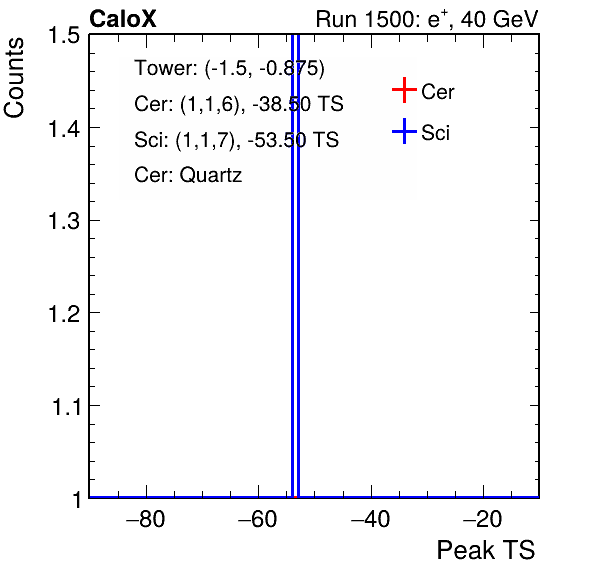 CaloX Run 1500: e+, 40 GeV
Counts
1.5
1.4
1.3
1.2
1.1
1
Tower: (-1.5, -0.875)
Cer: (1,1,6), -38.50 TS
Sci: (1,1,7), -53.50 TS
Cer: Quartz
Cer
Sci
−80 −60 −40 −20
Peak TS